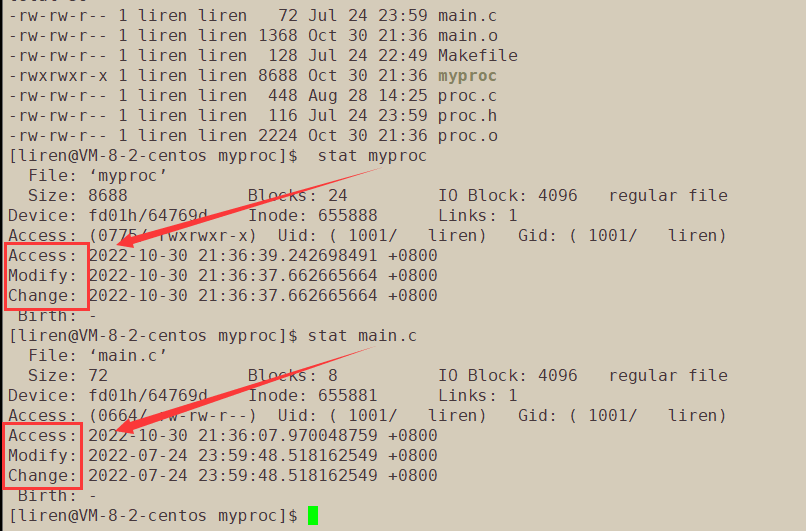 -rw-rw-r-- 1 liren liren   72 Jul 24 23:59 main.c
-rw-rw-r-- 1 liren liren 1368 Oct 30 21:36 main.o
-rw-rw-r-- 1 liren liren  128 Jul 24 22:49 Makefile
-rwxrwxr-x 1 liren liren 8688 Oct 30 21:36 myproc
-rw-rw-r-- 1 liren liren  448 Aug 28 14:25 proc.c
-rw-rw-r-- 1 liren liren  116 Jul 24 23:59 proc.h
-rw-rw-r-- 1 liren liren 2224 Oct 30 21:36 proc.o
[liren@VM-8-2-centos myproc]$  stat myproc
  File: ‘myproc’
  Size: 8688            Blocks: 24         IO Block: 4096   regular file
Device: fd01h/64769d    Inode: 655888      Links: 1
Access: (0775/-rwxrwxr-x)  Uid: ( 1001/   liren)   Gid: ( 1001/   liren)
Access: 2022-10-30 21:36:39.242698491 +0800
Modify: 2022-10-30 21:36:37.662665664 +0800
Change: 2022-10-30 21:36:37.662665664 +0800
 Birth: -
[liren@VM-8-2-centos myproc]$ stat main.c
  File: ‘main.c’
  Size: 72              Blocks: 8          IO Block: 4096   regular file
Device: fd01h/64769d    Inode: 655881      Links: 1
Access: (0664/-rw-rw-r--)  Uid: ( 1001/   liren)   Gid: ( 1001/   liren)
Access: 2022-10-30 21:36:07.970048759 +0800
Modify: 2022-07-24 23:59:48.518162549 +0800
Change: 2022-07-24 23:59:48.518162549 +0800
 Birth: -
[liren@VM-8-2-centos myproc]$